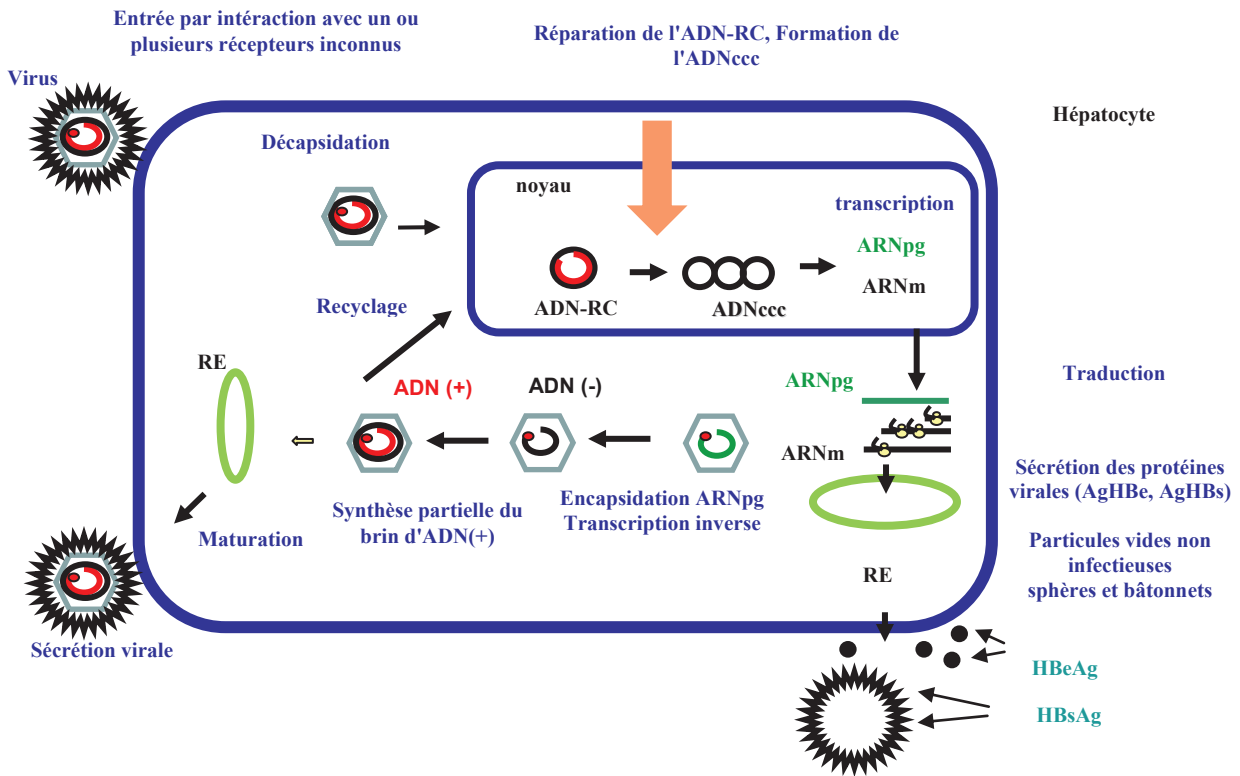 Entrée par intéraction avec un ou
plusieurs récepteurs inconnus
Réparation de l'ADN-RC, Formation de
l'ADNccc
Virus
Hépatocyte
Décapsidation
noyau
transcription
ARNpg
ARNm
ADN-RC
ADNccc
Recyclage
RE
ADN (+)
ADN (-)
ARNpg
Traduction
ARNm
Encapsidation ARNpg
Transcription inverse
Synthèse partielle du
brin d'ADN(+)
Maturation
Sécrétion des protéines
virales (AgHBe, AgHBs)
Particules vides non
infectieuses
sphères et bâtonnets
RE
Sécrétion virale
HBeAg
HBsAg